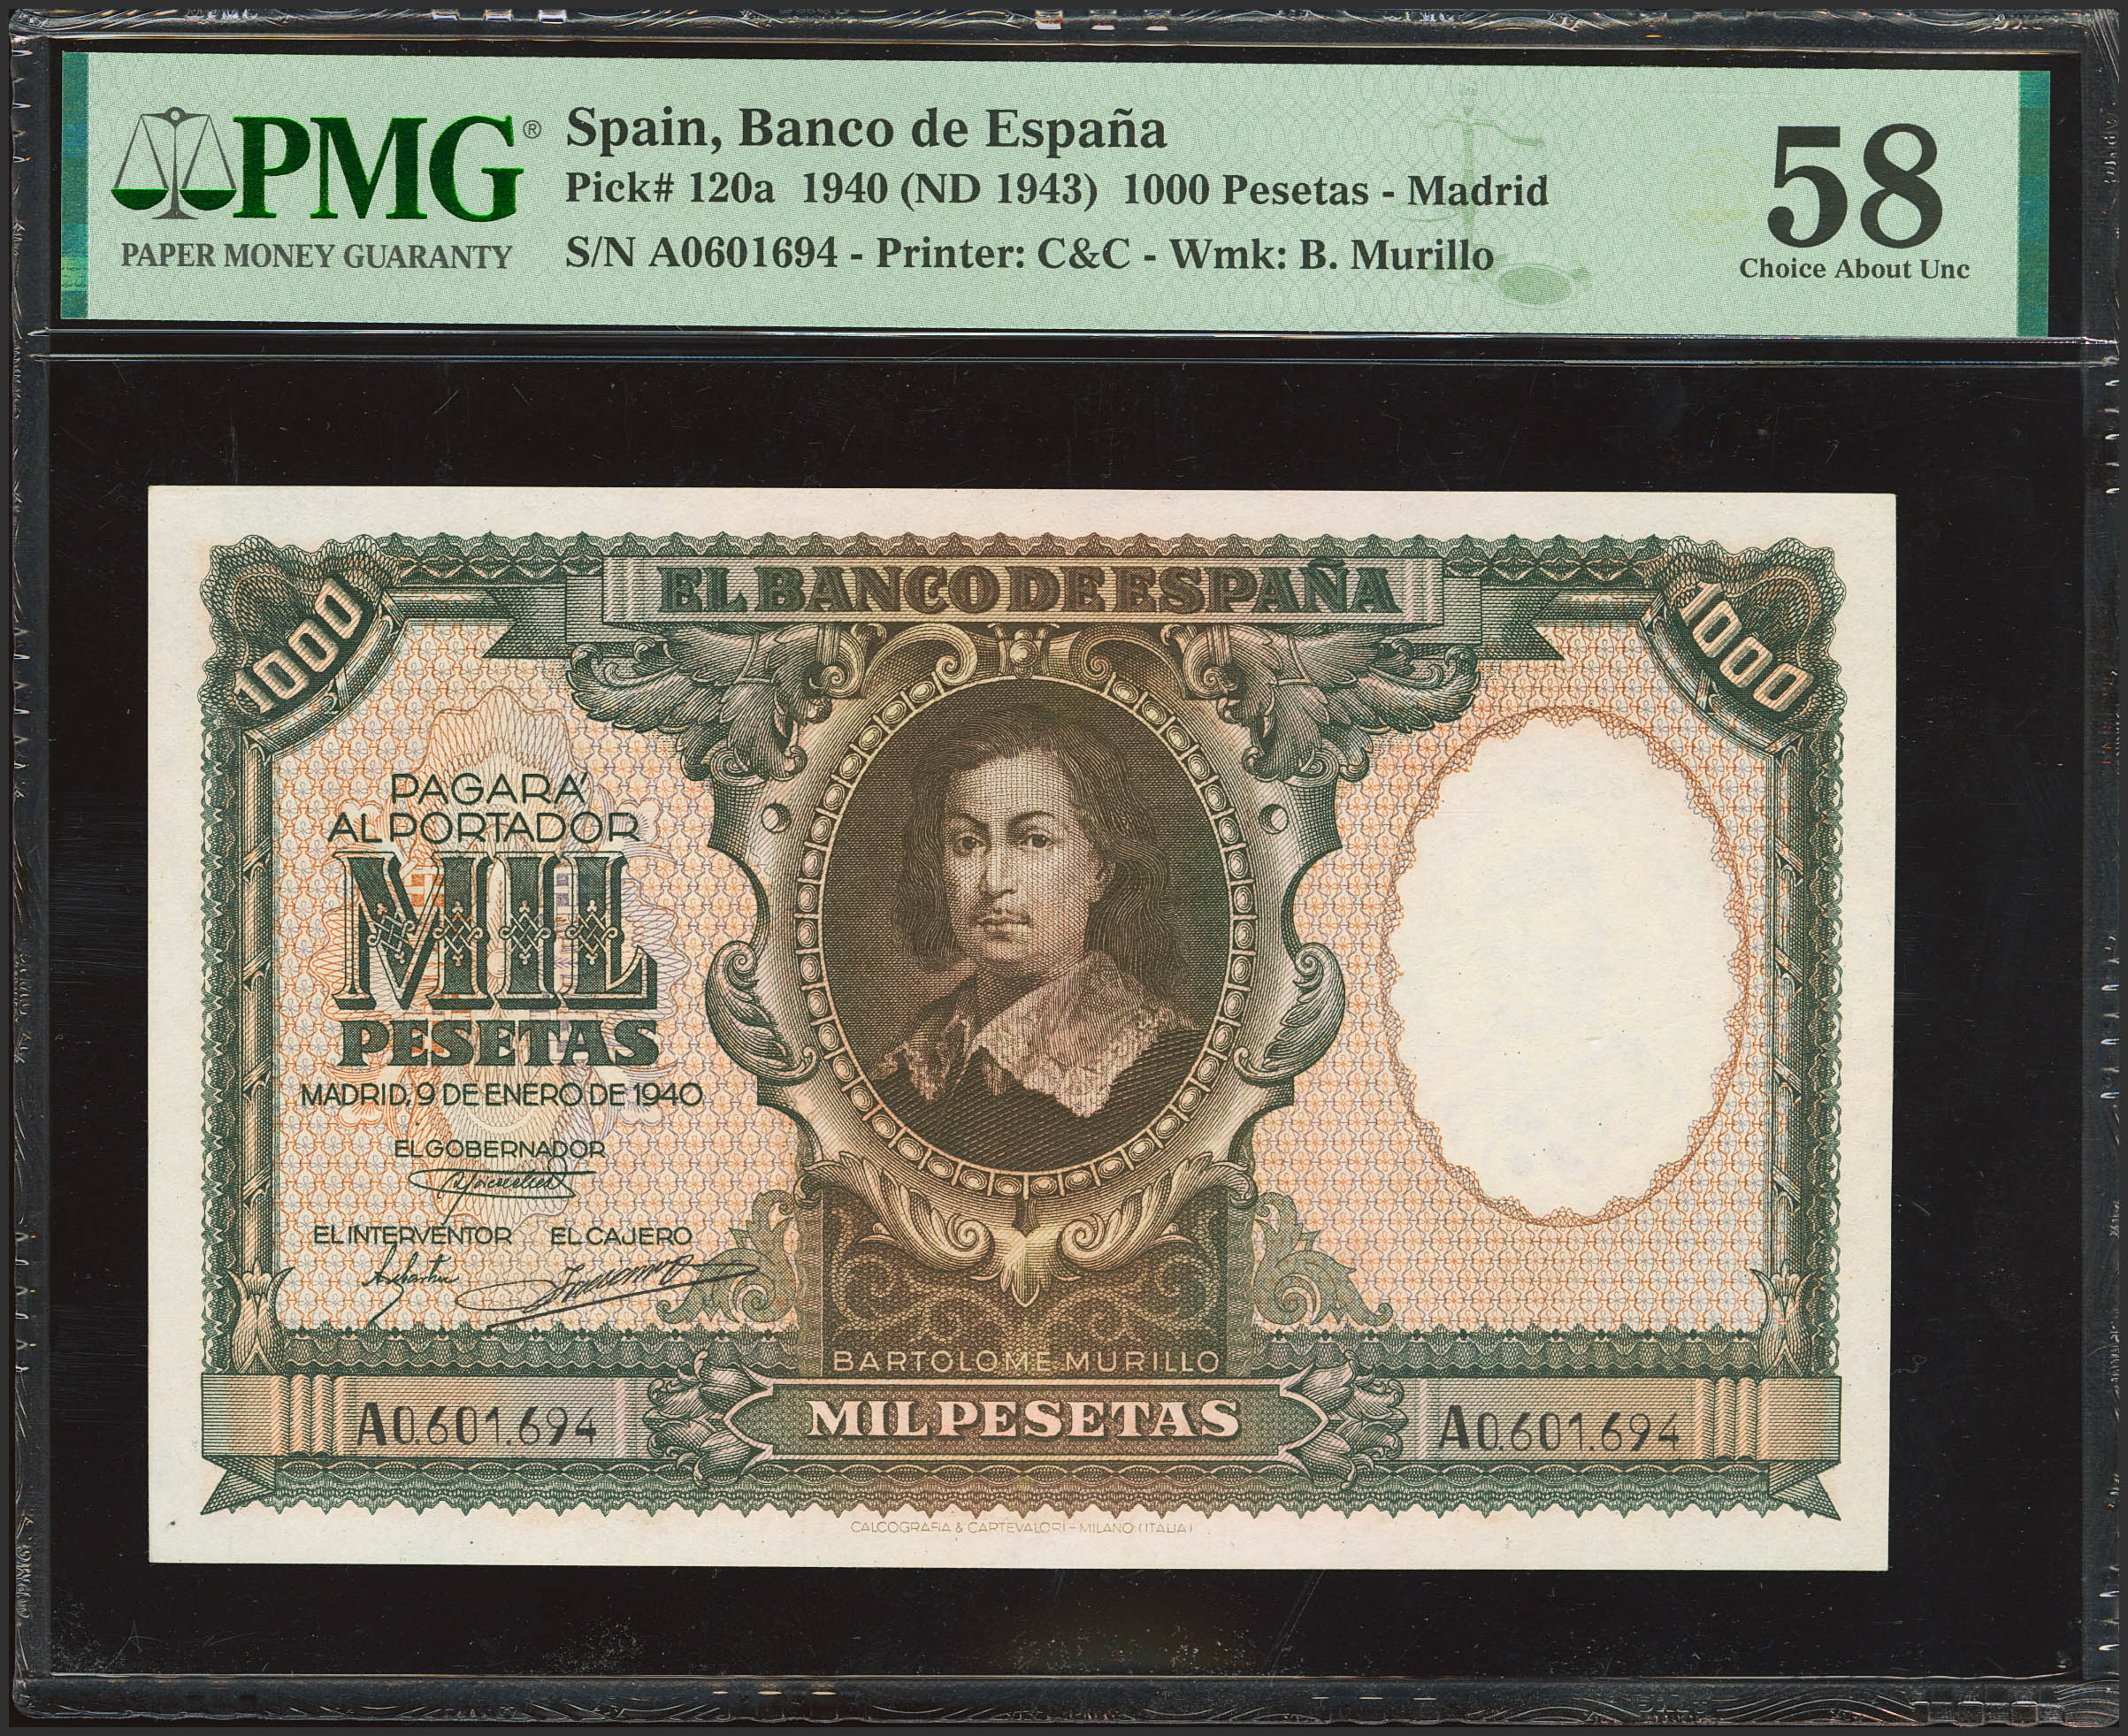 PMG®
PAPER MONEY GUARANTY
Spain, Banco de España
Pick# 120a 1940 (ND 1943) 1000 Pesetas - Madrid
S/N A0601694 - Printer: C&C - Wmk: B. Murillo
58
Choice About Unc
EL BANCO DE ESPAÑA
1000
1000
PAGARÁ
AL PORTADOR
MIL
PESETAS
MADRID, 9 DE ENERO DE 1940
EL GOBERNADOR
EL INTERVENTOR EL CAJERO
BARTOLOME MURILLO
A0.601.694
MIL PESETAS
A0.601.694
CALCOGRAFIA & CARTEVALORI - MILANO (ITALIA)